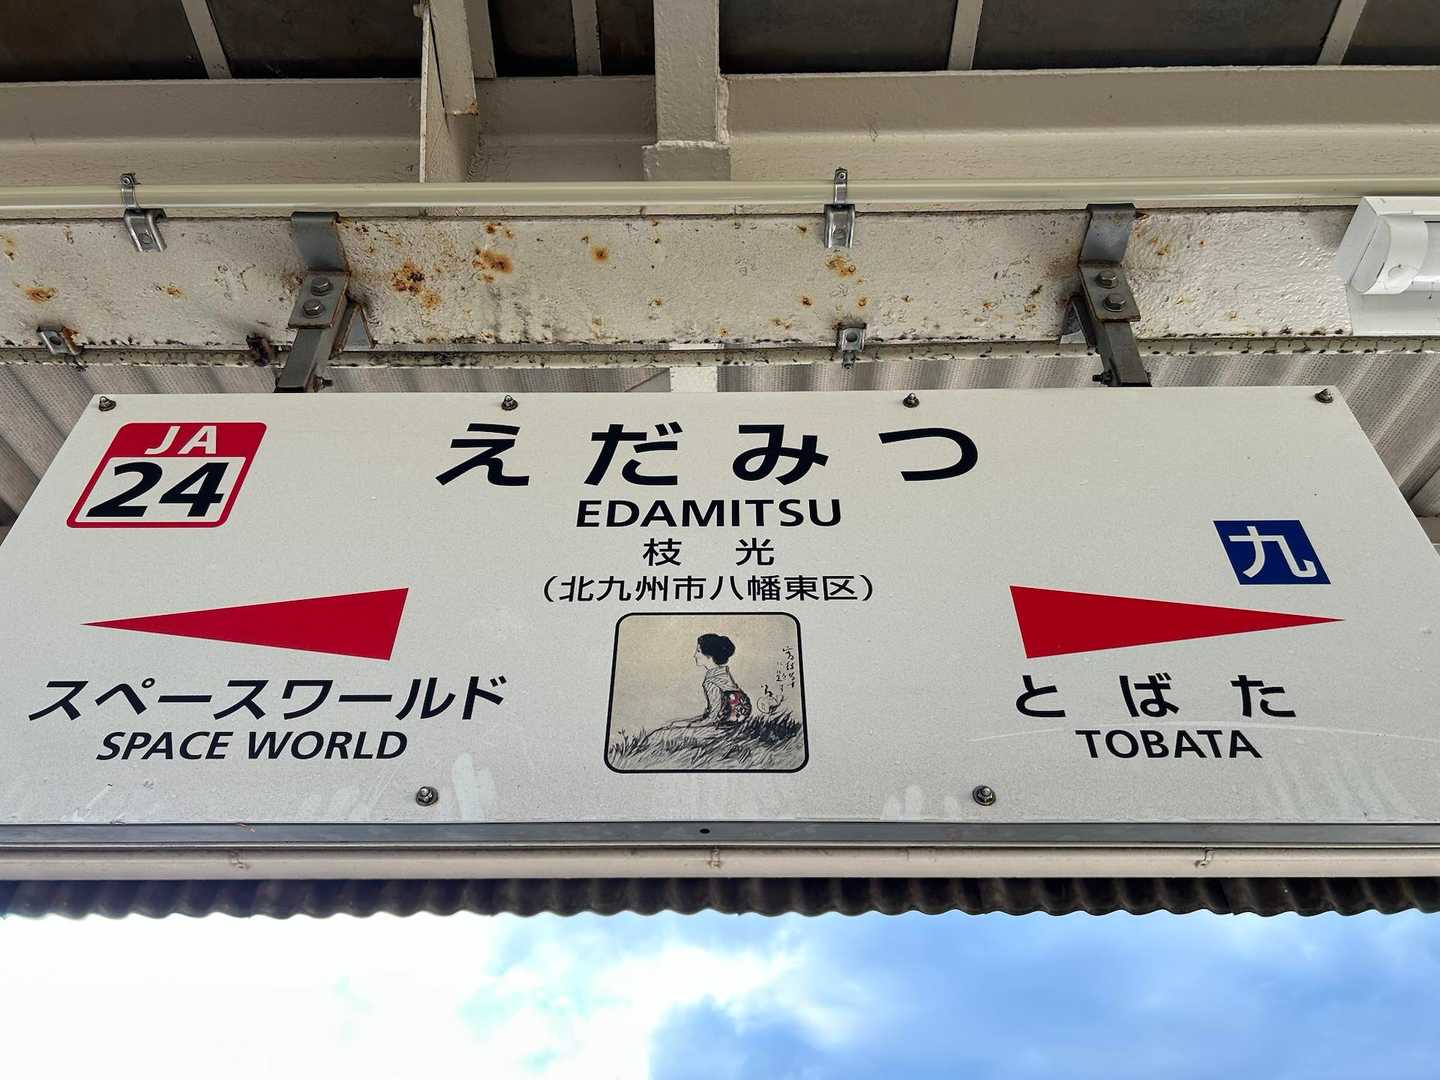 JA
24
えだみつ
EDAMITSU
枝光
(北九州市八幡東区)
九
スペースワールド
SPACE WORLD
とばた
TOBATA